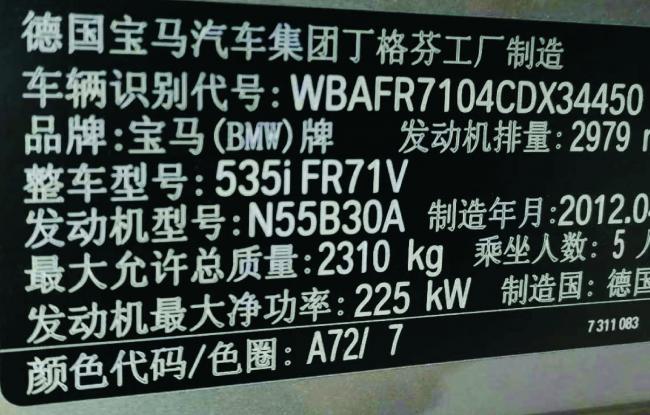 德国宝马汽车集团丁格芬工厂制造
车辆识别代号: WBAFR7104CDX34450
品牌: 宝马(BMW)牌 发动机排量: 2979
整车型号: 535i FR71V
发动机型号: N55B30A 制造年月: 2012.0
最大允许总质量: 2310 kg 乘坐人数: 5
发动机最大净功率: 225 kW 制造国: 德国
7 311 083
颜色代码/色圈: A72/ 7